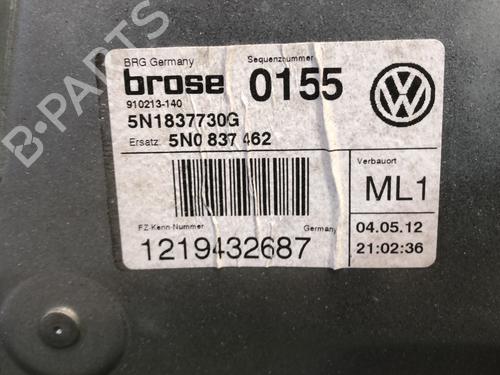 BRG Germany
Sequenznummer
brose 0155
910213-140
5N1837730G
Ersatz: 5N0 837 462
Verbauort
ML1
FZ-Kenn-Nummer
Germany
1219432687
04.05.12
21:02:36
B-PARTS